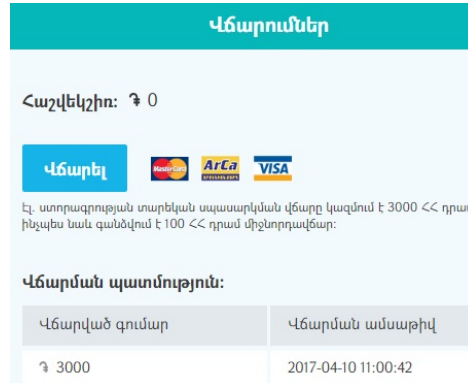 Վճարումներ
Հաշվեկշիռ: ֏ 0
Վճարել MasterCard ArCa VISA
Էլ. ստորագրության տարեկան սպասարկման վճարը կազմում է 3000 ՀՀ դրամ
ինչպես նաև գանձվում է 100 ՀՀ դրամ միջնորդավճար:
Վճարման պատմություն:
Վճարված գումար Վճարման ամսաթիվ
֏ 3000 2017-04-10 11:00:42